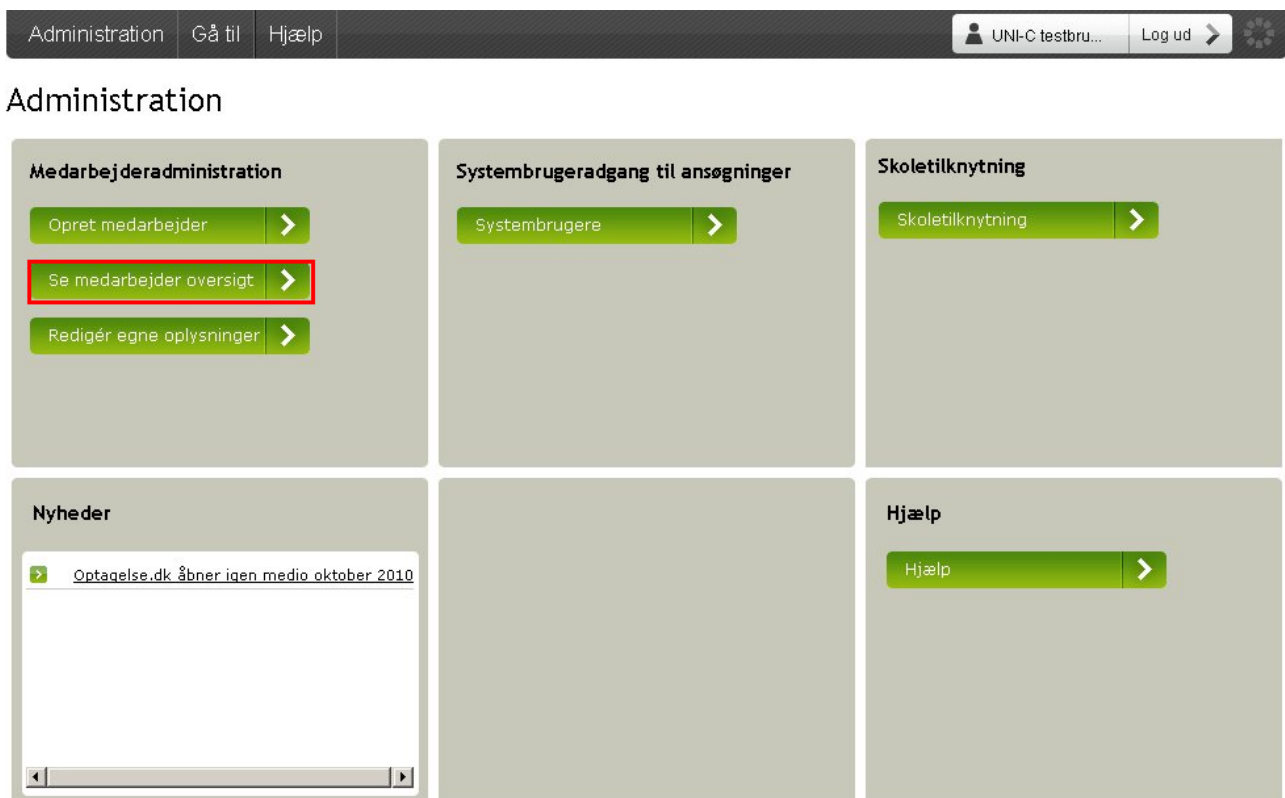 Administration Gå til Hjælp UNI-C testbru... Log ud
Administration
Medarbejderadministration
Opret medarbejder
Se medarbejder oversigt
Redigér egne oplysninger
Systembrugeradgang til ansøgninger
Systembrugere
Skoletilknytning
Skoletilknytning
Nyheder
Optagelse.dk åbner igen medio oktober 2010
Hjælp
Hjælp